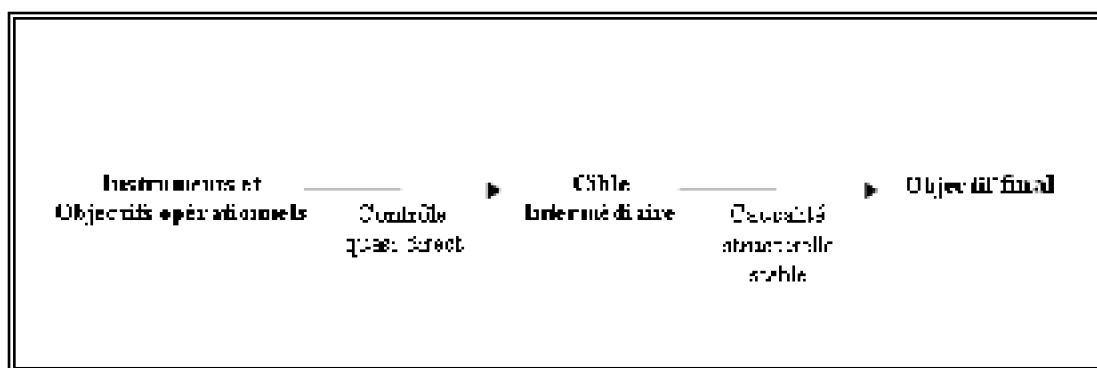 Instruments et
Objectifs opérationnels
Contrôle
quasi direct
Cible
Intermédiaire
Causalité
structurelle
stable
Objectif final